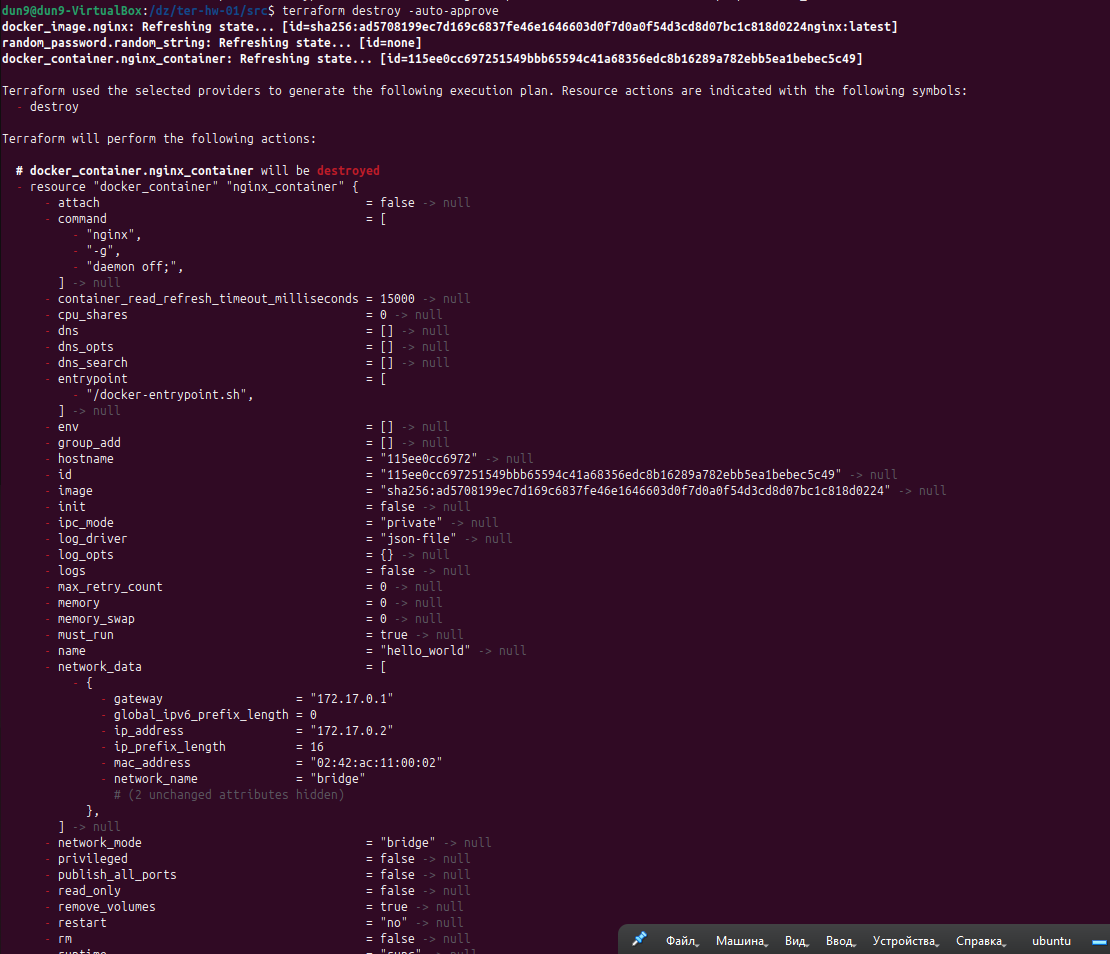 dun9@dun9-VirtualBox:/dz/ter-hw-01/src$ terraform destroy -auto-approve
docker_image.nginx: Refreshing state... [id=sha256:ad5708199ec7d169c6837fe46e1646603d0f7d0a0f54d3cd8d07bc1c818d0224nginx:latest]
random_password.random_string: Refreshing state... [id=none]
docker_container.nginx_container: Refreshing state... [id=115ee0cc697251549bbb65594c41a68356edc8b16289a782ebb5ea1bebec5c49]
Terraform used the selected providers to generate the following execution plan. Resource actions are indicated with the following symbols:
- destroy
Terraform will perform the following actions:
# docker_container.nginx_container will be destroyed
- resource "docker_container" "nginx_container" {
- attach = false -> null
- command = [
- "nginx",
- "-g",
- "daemon off;",
] -> null
- container_read_refresh_timeout_milliseconds = 15000 -> null
- cpu_shares = 0 -> null
- dns = [] -> null
- dns_opts = [] -> null
- dns_search = [] -> null
- entrypoint = [
- "/docker-entrypoint.sh",
] -> null
- env = [] -> null
- group_add = [] -> null
- hostname = "115ee0cc6972" -> null
- id = "115ee0cc697251549bbb65594c41a68356edc8b16289a782ebb5ea1bebec5c49" -> null
- image = "sha256:ad5708199ec7d169c6837fe46e1646603d0f7d0a0f54d3cd8d07bc1c818d0224" -> null
- init = false -> null
- ipc_mode = "private" -> null
- log_driver = "json-file" -> null
- log_opts = {} -> null
- logs = false -> null
- max_retry_count = 0 -> null
- memory = 0 -> null
- memory_swap = 0 -> null
- must_run = true -> null
- name = "hello_world" -> null
- network_data = [
- {
- gateway = "172.17.0.1"
- global_ipv6_prefix_length = 0
- ip_address = "172.17.0.2"
- ip_prefix_length = 16
- mac_address = "02:42:ac:11:00:02"
- network_name = "bridge"
# (2 unchanged attributes hidden)
},
] -> null
- network_mode = "bridge" -> null
- privileged = false -> null
- publish_all_ports = false -> null
- read_only = false -> null
- remove_volumes = true -> null
- restart = "no" -> null
- rm = false -> null
Файл Машина Вид Ввод Устройства Справка ubuntu